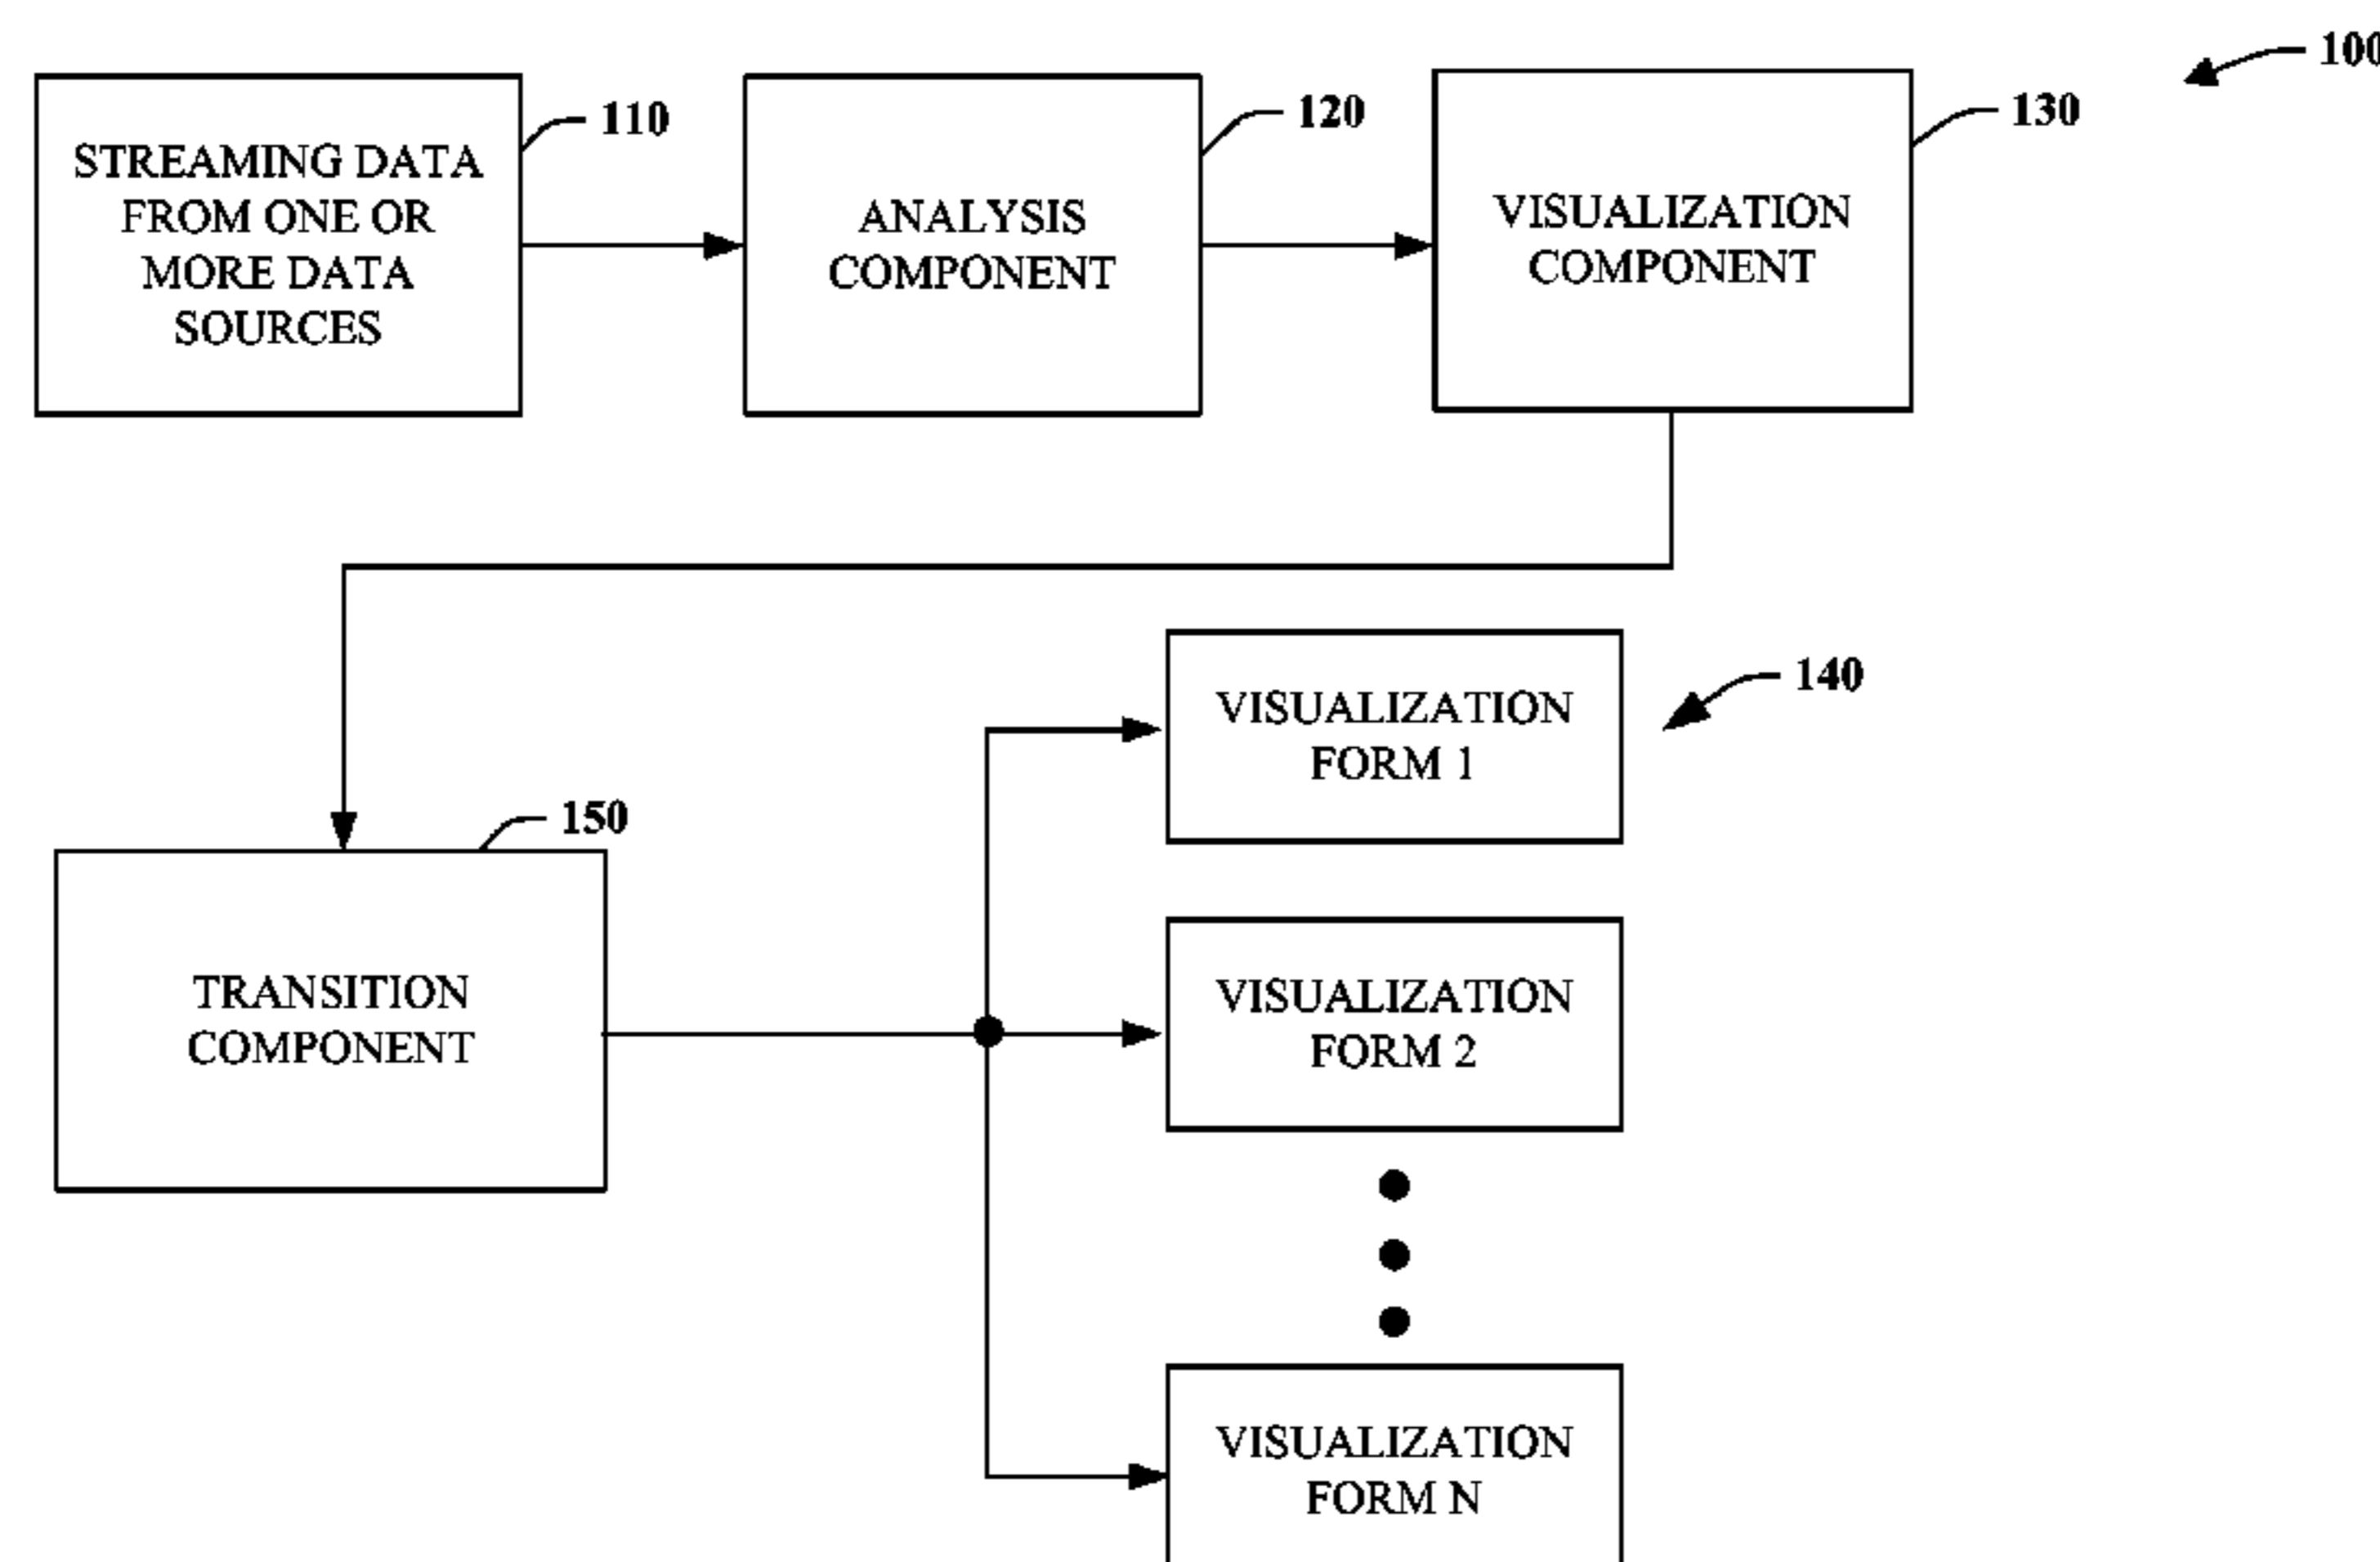 100
110
STREAMING DATA
FROM ONE OR
MORE DATA
SOURCES
120
ANALYSIS
COMPONENT
130
VISUALIZATION
COMPONENT
140
VISUALIZATION
FORM 1
150
TRANSITION
COMPONENT
VISUALIZATION
FORM 2
VISUALIZATION
FORM N